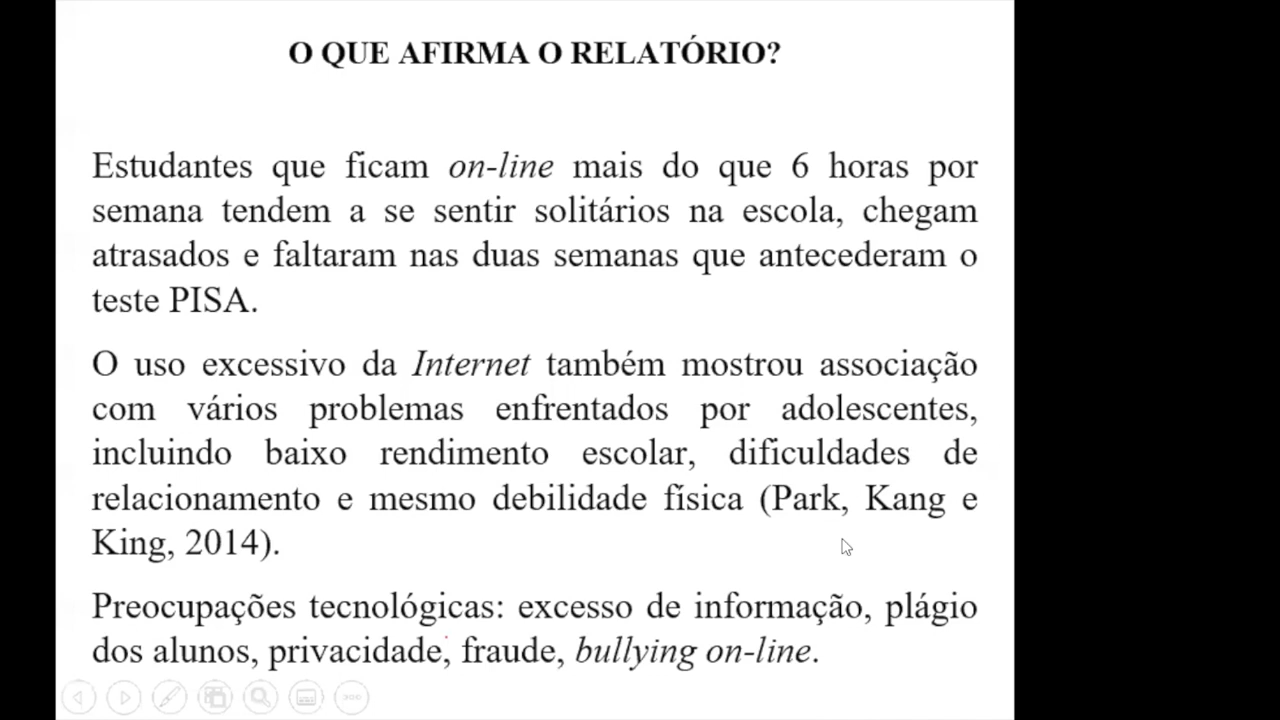 O QUE AFIRMA O RELATÓRIO?
Estudantes que ficam on-line mais do que 6 horas por
semana tendem a se sentir solitários na escola, chegam
atrasados e faltaram nas duas semanas que antecederam o
teste PISA.
O uso excessivo da Internet também mostrou associação
com vários problemas enfrentados por adolescentes,
incluindo baixo rendimento escolar, dificuldades de
relacionamento e mesmo debilidade física (Park, Kang e
King, 2014).
Preocupações tecnológicas: excesso de informação, plágio
dos alunos, privacidade, fraude, bullying on-line.